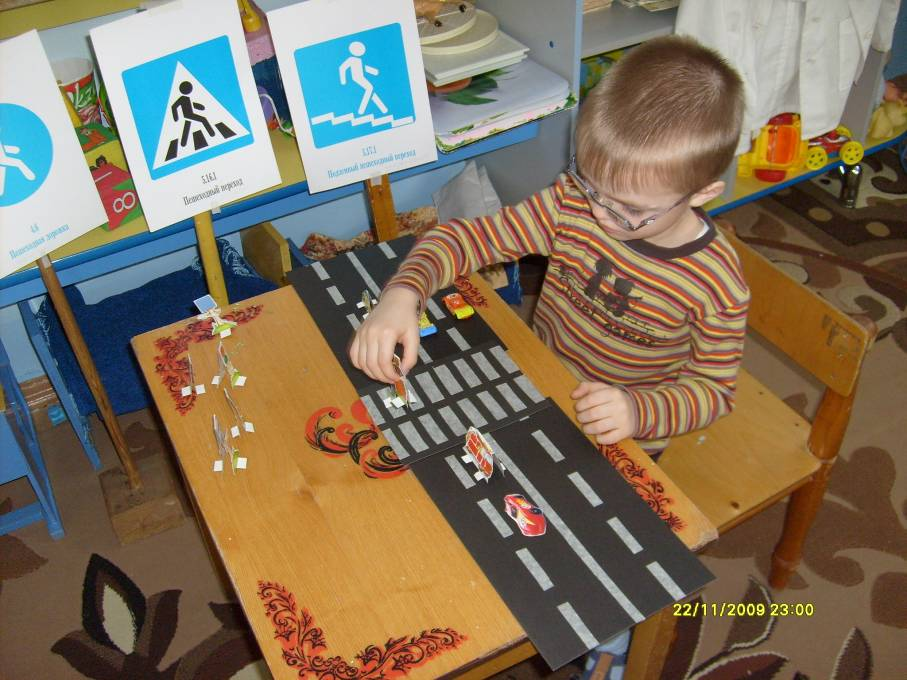 4.6
Пешеходная дорожка
5.16.1
Пешеходный переход
5.17.1
Подземный пешеходный переход
22/11/2009 23:00